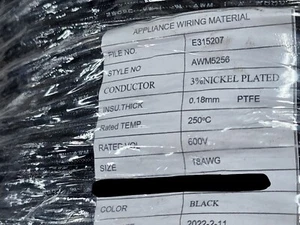 APPLIANCE WIRING MATERIAL
FILE NO. E315207
STYLE NO AWM5256
CONDUCTOR 3%NICKEL PLATED
INSU.THICK 0.18mm PTFE
Rated TEMP 250°C
RATED VOL 600V
SIZE 18AWG
COLOR BLACK
2022-2-11